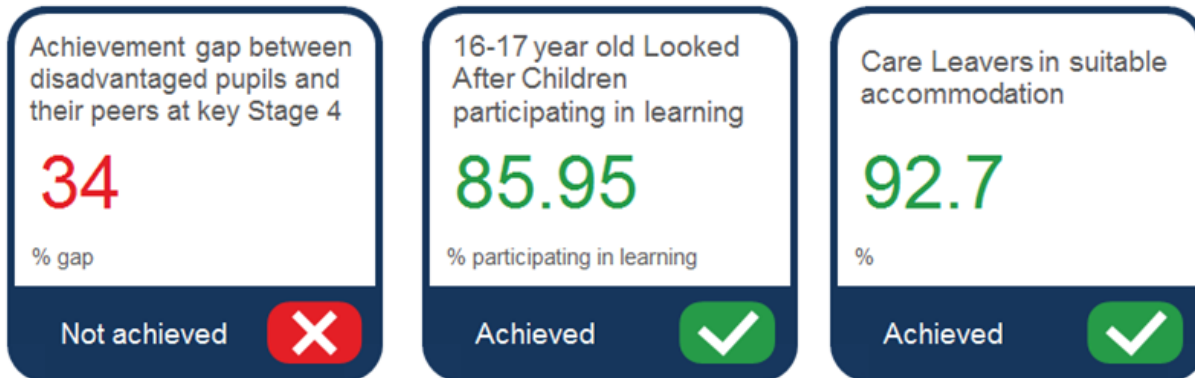 Achievement gap between
disadvantaged pupils and
their peers at key Stage 4
34
% gap
Not achieved
16-17 year old Looked
After Children
participating in learning
85.95
% participating in learning
Achieved
Care Leavers in suitable
accommodation
92.7
%
Achieved